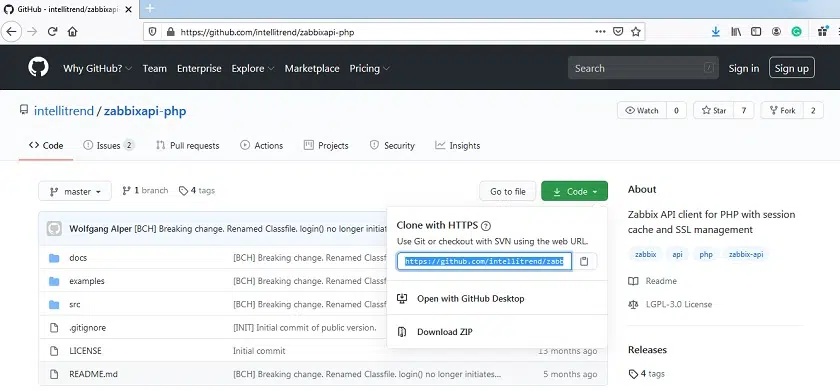 GitHub - intellitrend/zabbixa
https://github.com/intellitrend/zabbixapi-php
Why GitHub? Team Enterprise Explore Marketplace Pricing Search / Sign in Sign up
intellitrend / zabbixapi-php Watch 0 Star 7 Fork 2
Code Issues 2 Pull requests Actions Projects Security Insights
master 1 branch 4 tags Go to file Code
About
Zabbix API client for PHP with session
cache and SSL management
zabbix api php zabbix-api
Readme
LGPL-3.0 License
Releases
4 tags
Clone with HTTPS ?
Use Git or checkout with SVN using the web URL.
https://github.com/intellitrend/zabb
Open with GitHub Desktop
Download ZIP
Wolfgang Alper [BCH] Breaking change. Renamed Classfile. login() no longer initiat
docs [BCH] Breaking change. Renamed Classf
examples [BCH] Breaking change. Renamed Classf
src [BCH] Breaking change. Renamed Classf
.gitignore [INIT] Initial commit of public version.
LICENSE Initial commit 13 months ago
README.md [BCH] Breaking change. Renamed Classfile. login() no longer initiates... 5 months ago